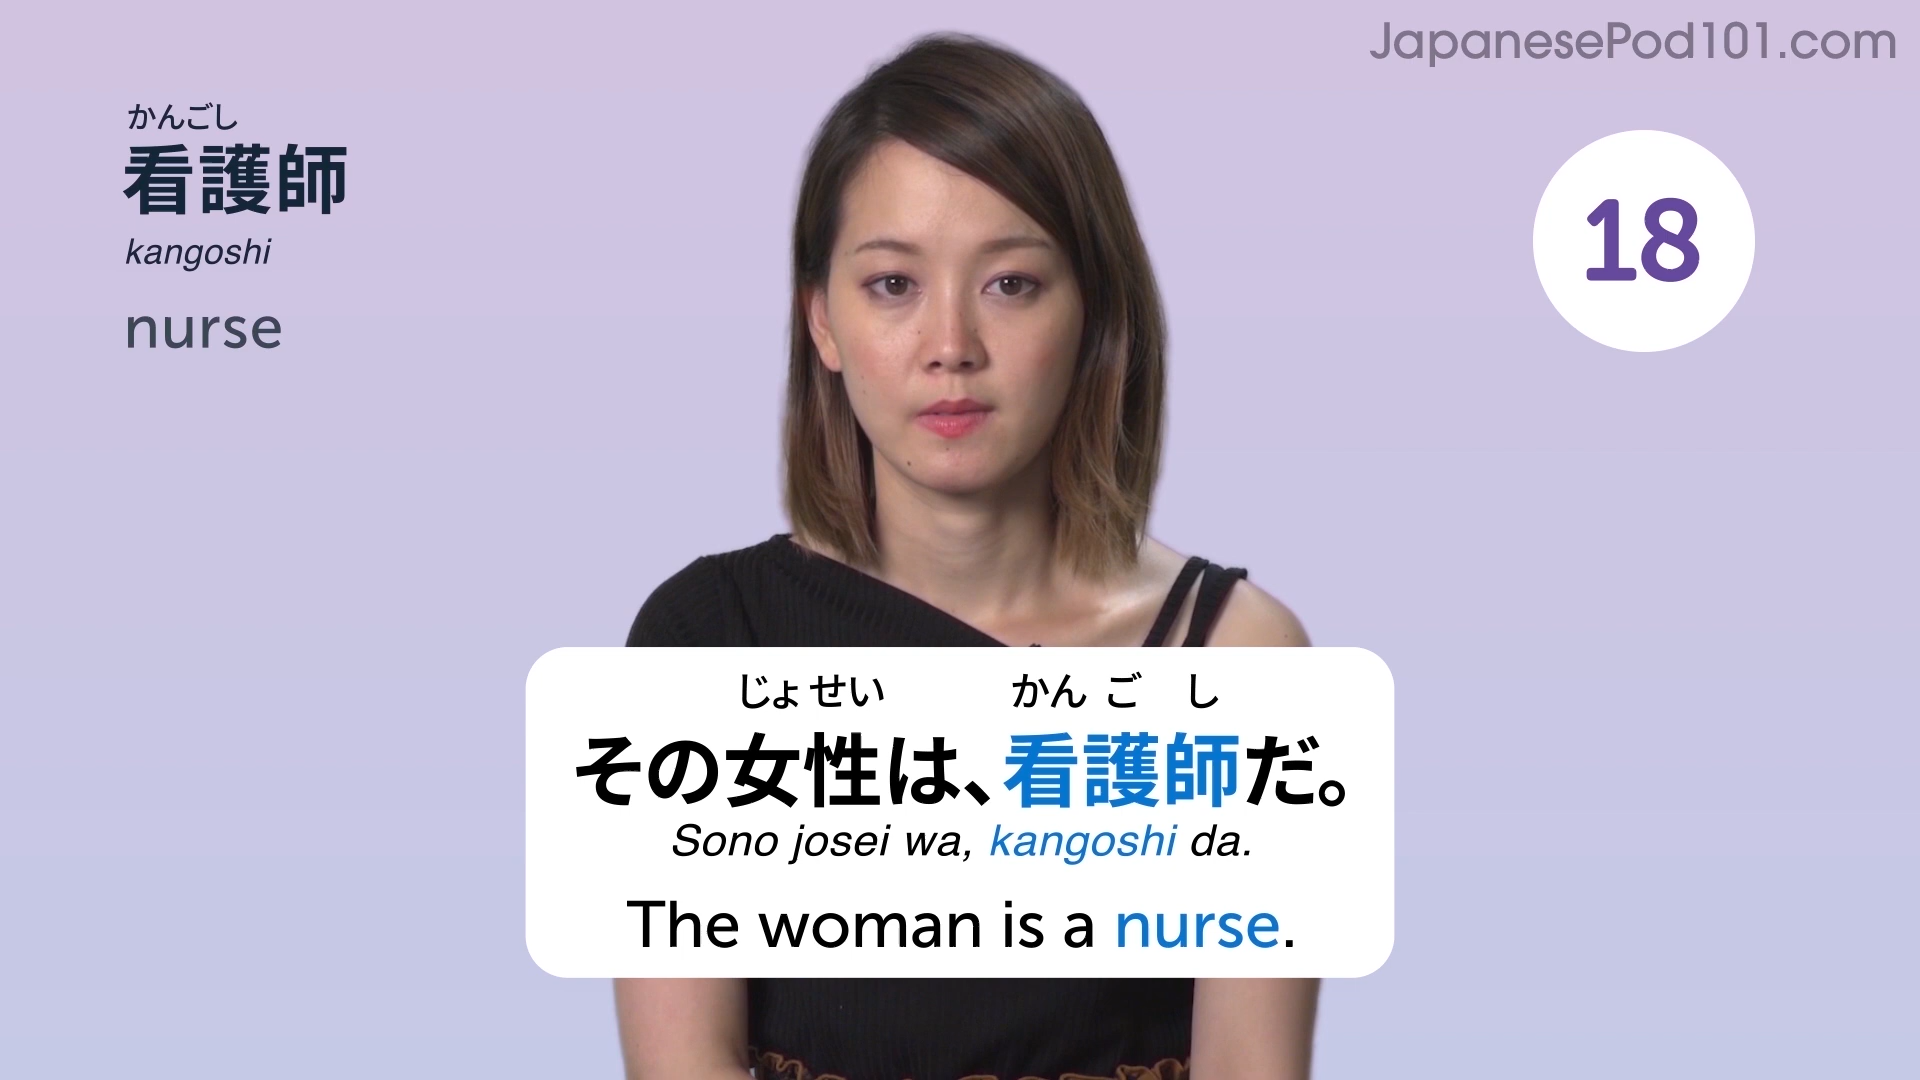 JapanesePod101.com
かんごし
看護師
kangoshi
nurse
18
じょせい かんごし
その女性は、看護師だ。
Sono josei wa, kangoshi da.
The woman is a nurse.